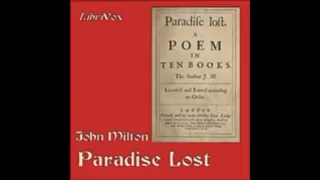 LibriVox
Paradise lost.
A
POEM
IN
TEN BOOKS.
The Author J. M.
Licensed and Entred according
to Order.
LONDON
John Milton
Paradise Lost